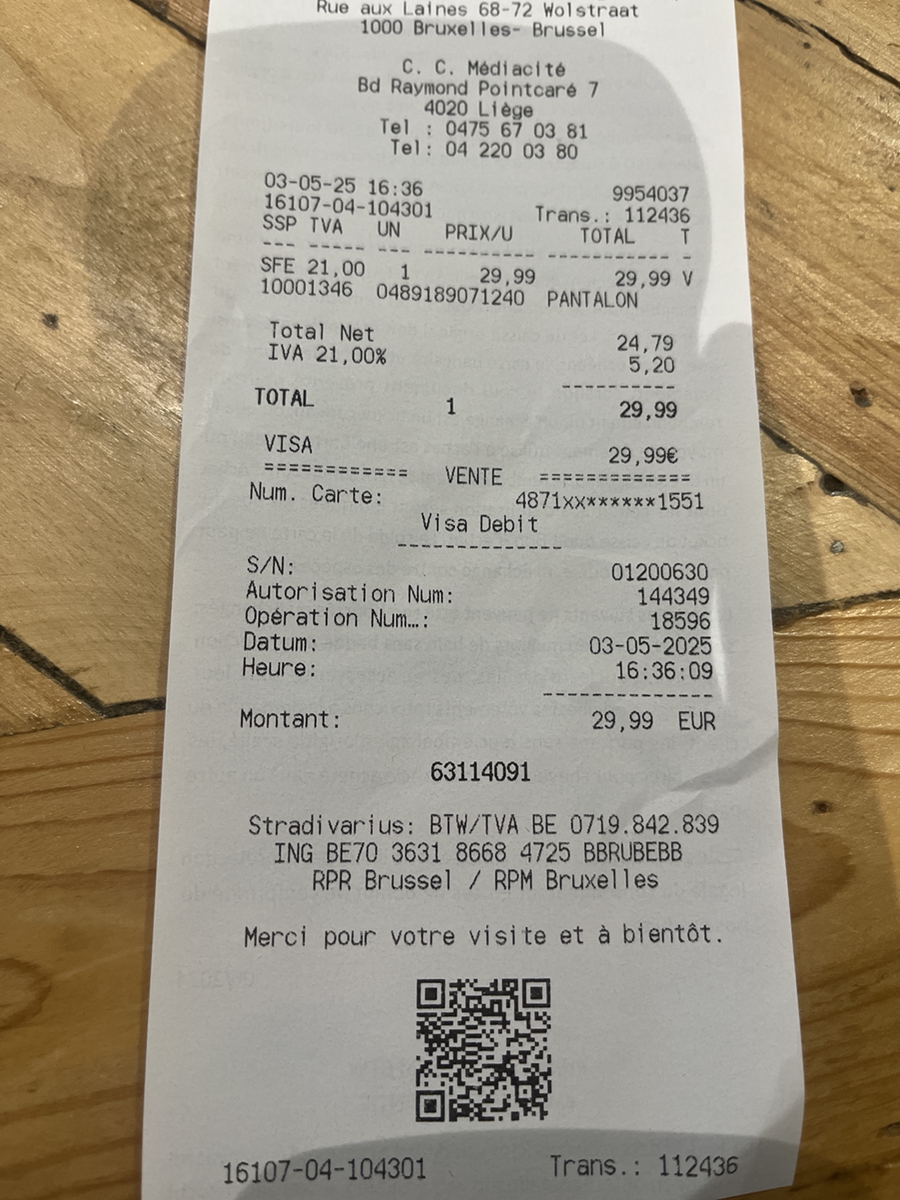 Rue aux Laines 68-72 Wolstraat
1000 Bruxelles- Brussel
C. C. Médiacité
Bd Raymond Pointcaré 7
4020 Liège
Tel : 0475 67 03 81
Tel: 04 220 03 80
03-05-25 16:36 9954037
16107-04-104301 Trans.: 112436
SSP TVA UN PRIX/U TOTAL T
--- ----- --- ---------- ----------- -
SFE 21,00 1 29,99 29,99 V
10001346 0489189071240 PANTALON
Total Net 24,79
IVA 21,00% 5,20
----------
TOTAL 1 29,99
VISA 29,99€
============ VENTE =============
Num. Carte: 4871xx******1551
Visa Debit
--------------
S/N: 01200630
Autorisation Num: 144349
Opération Num…: 18596
Datum: 03-05-2025
Heure: 16:36:09
--------------
Montant: 29,99 EUR
63114091
Stradivarius: BTW/TVA BE 0719.842.839
ING BE70 3631 8668 4725 BBRUBEBB
RPR Brussel / RPM Bruxelles
Merci pour votre visite et à bientôt.
16107-04-104301 Trans.: 112436